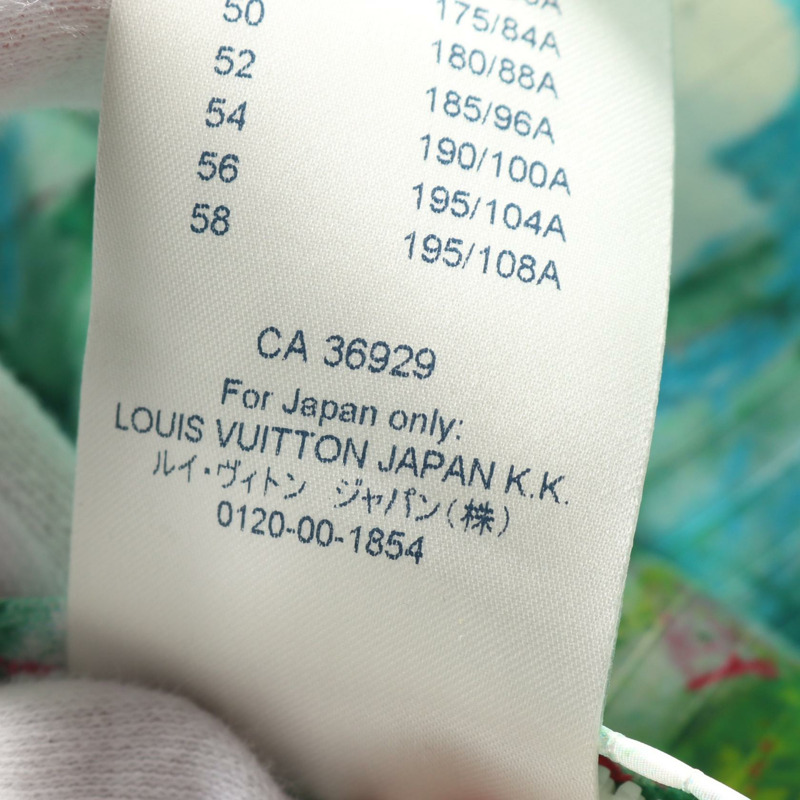 50 175/84A
52 180/88A
54 185/96A
56 190/100A
58 195/104A
195/108A
CA 36929
For Japan only:
LOUIS VUITTON JAPAN K.K.
ルイ・ヴィトン ジャパン(株)
0120-00-1854